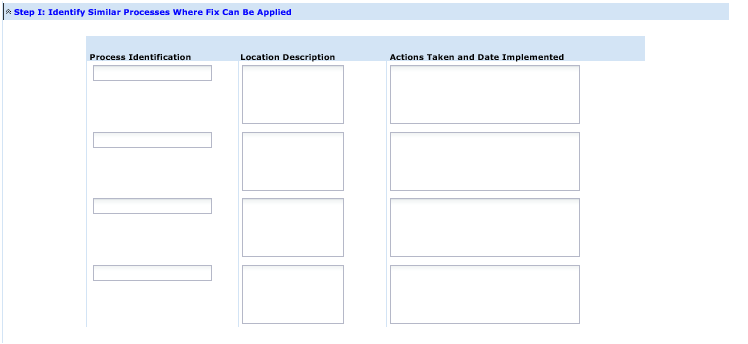 Step I: Identify Similar Processes Where Fix Can Be Applied
Process Identification Location Description Actions Taken and Date Implemented